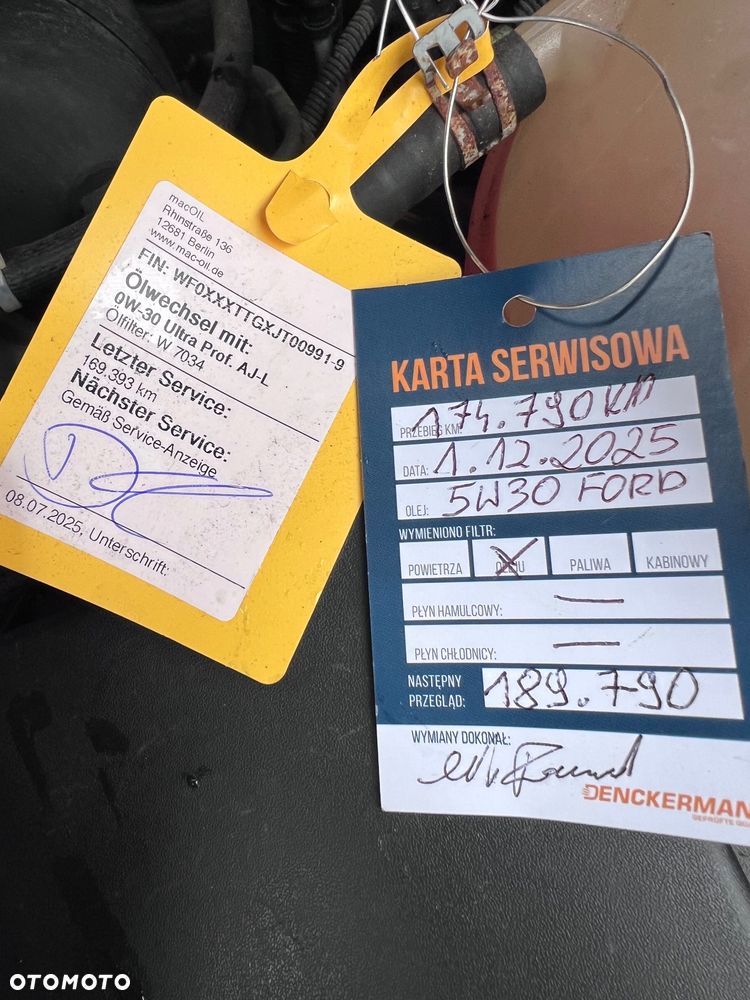 macOIL
Rhinstraße 136
12681 Berlin
www.mac-oil.de
FIN: WF0XXXTTGXJT00991-9
Ölwechsel mit:
0W-30 Ultra Prof. AJ-L
Ölfilter: W 7034
Letzter Service:
169.393 km
Nächster Service:
Gemäß Service-Anzeige
08.07.2025, Unterschrift:
KARTA SERWISOWA
PRZEBIEG KM: 174.790 KM
DATA: 1.12.2025
OLEJ: 5W30 FORD
WYMIENIONO FILTR:
POWIETRZA OLEJU PALIWA KABINOWY
PŁYN HAMULCOWY: —
PŁYN CHŁODNICY: —
NASTĘPNY
PRZEGLĄD: 189.790
WYMIANY DOKONAŁ:
DENCKERMAN
OTOMOTO